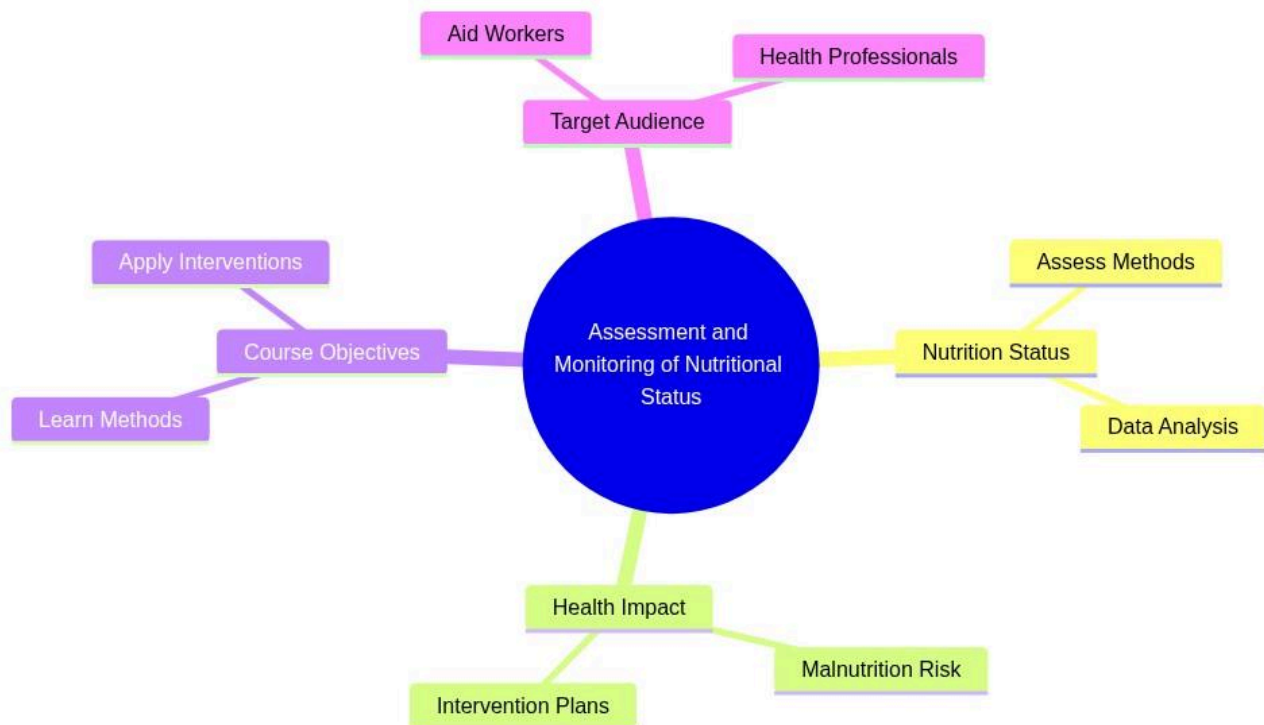 Aid Workers
Health Professionals
Target Audience
Apply Interventions
Course Objectives
Learn Methods
Assessment and
Monitoring of Nutritional
Status
Assess Methods
Nutrition Status
Data Analysis
Health Impact
Malnutrition Risk
Intervention Plans